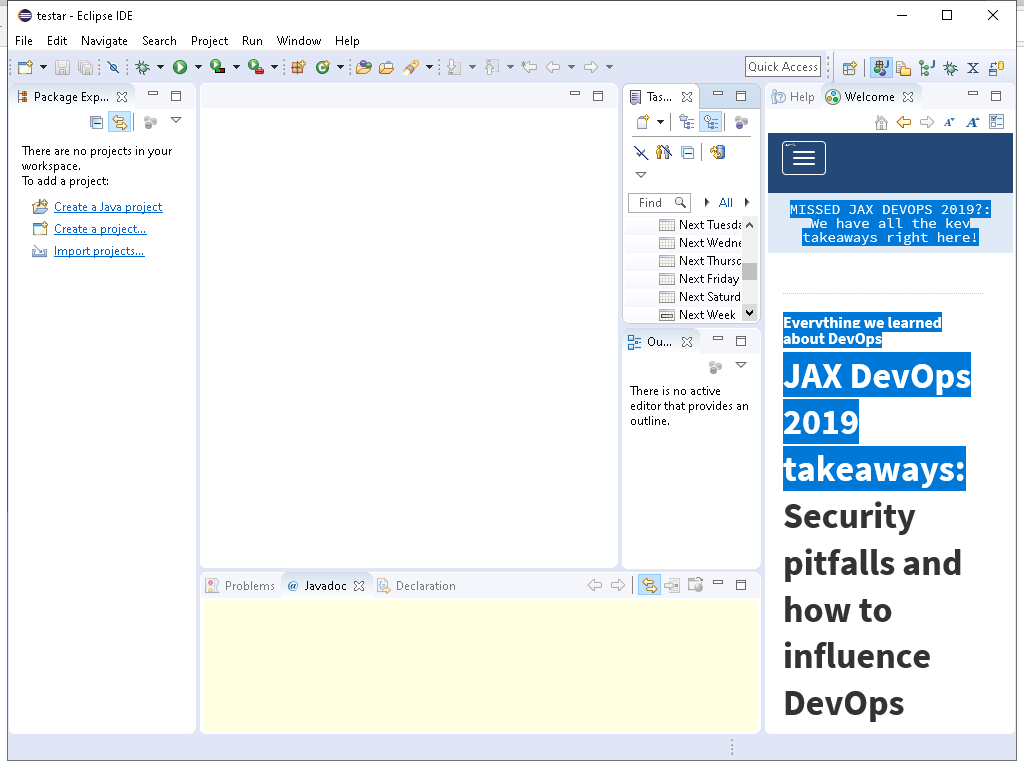 testar - Eclipse IDE
File Edit Navigate Search Project Run Window Help
Quick Access
Package Exp...
There are no projects in your
workspace.
To add a project:
Create a Java project
Create a project...
Import projects...
Tas...
Find
All
Next Tuesda
Next Wedne
Next Thursd
Next Friday
Next Saturd
Next Week
Ou...
There is no active
editor that provides an
outline.
Problems
@ Javadoc
Declaration
Help
Welcome
MISSED JAX DEVOPS 2019?:
We have all the key
takeaways right here!
Everything we learned
about DevOps
JAX DevOps
2019
takeaways:
Security
pitfalls and
how to
influence
DevOps